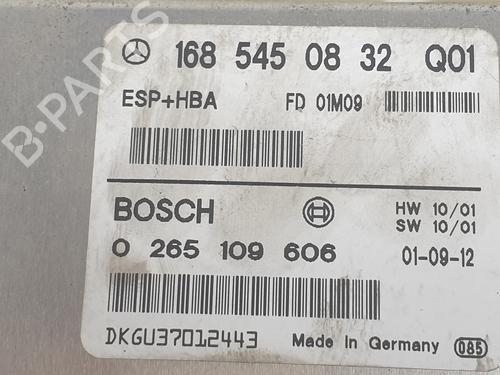 168 545 08 32 Q01
ESP+HBA FD 01M09
BOSCH HW 10/01
SW 10/01
0 265 109 606 01-09-12
DKGU37012443 Made in Germany 085
B-PARTS